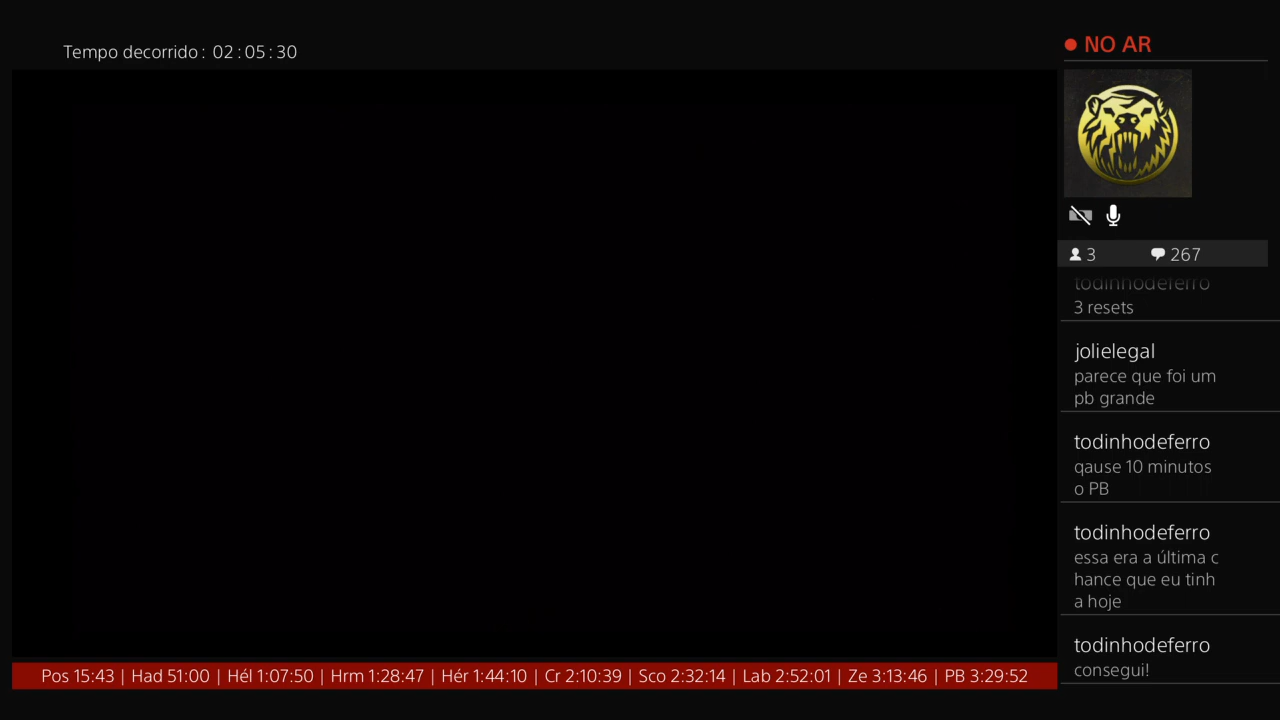 Tempo decorrido: 02:05:30
NO AR
3 267
todinhodeferro
3 resets
jolielegal
parece que foi um
pb grande
todinhodeferro
qause 10 minutos
o PB
todinhodeferro
essa era a última c
hance que eu tinh
a hoje
todinhodeferro
consegui!
Pos 15:43 | Had 51:00 | Hél 1:07:50 | Hrm 1:28:47 | Hér 1:44:10 | Cr 2:10:39 | Sco 2:32:14 | Lab 2:52:01 | Ze 3:13:46 | PB 3:29:52